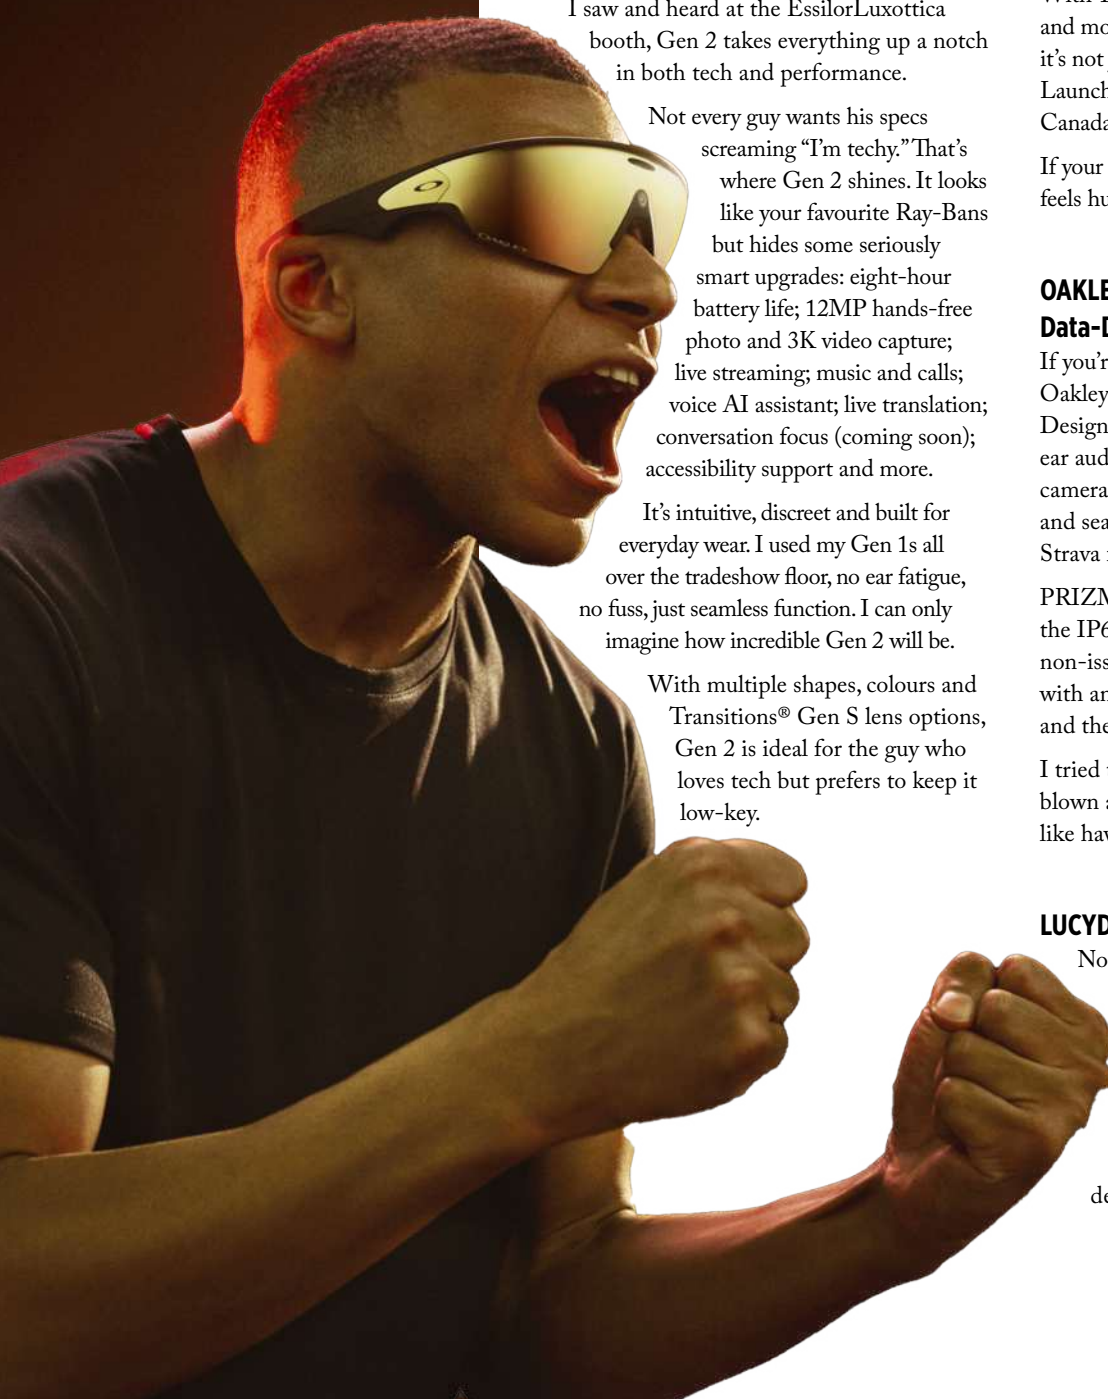 I saw and heard at the EssilorLuxottica
booth, Gen 2 takes everything up a notch
in both tech and performance.
Not every guy wants his specs
screaming “I’m techy.” That’s
where Gen 2 shines. It looks
like your favourite Ray-Bans
but hides some seriously
smart upgrades: eight-hour
battery life; 12MP hands-free
photo and 3K video capture;
live streaming; music and calls;
voice AI assistant; live translation;
conversation focus (coming soon);
accessibility support and more.
It’s intuitive, discreet and built for
everyday wear. I used my Gen 1s all
over the tradeshow floor, no ear fatigue,
no fuss, just seamless function. I can only
imagine how incredible Gen 2 will be.
With multiple shapes, colours and
Transitions® Gen S lens options,
Gen 2 is ideal for the guy who
loves tech but prefers to keep it
low-key.
and mo
it’s not
Launch
Canada
If your
feels hu
OAKLE
Data-D
If you’r
Oakley
Design
ear aud
camera
and sea
Strava
PRIZM
the IP6
non-iss
with an
and the
I tried
blown a
like hav
LUCYD
No
de
OAKLEY